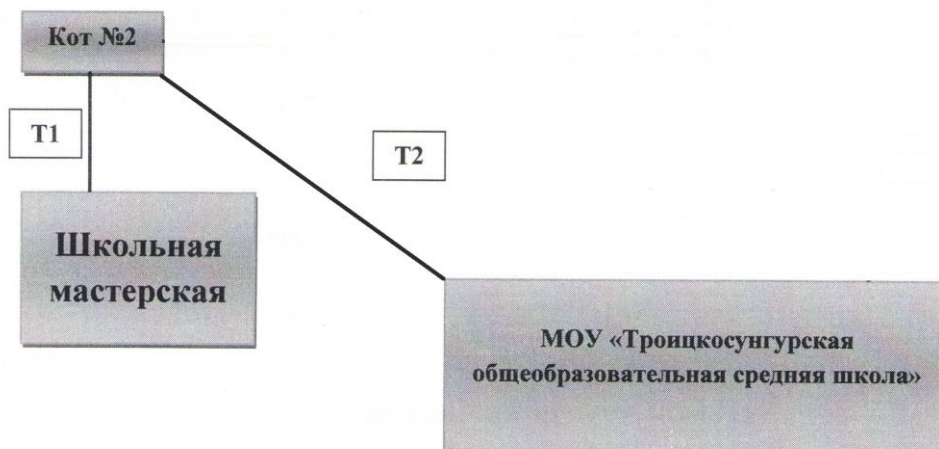 Кот №2
Т1
Т2
Школьная
мастерская
МОУ «Троицкосунгурская
общеобразовательная средняя школа»